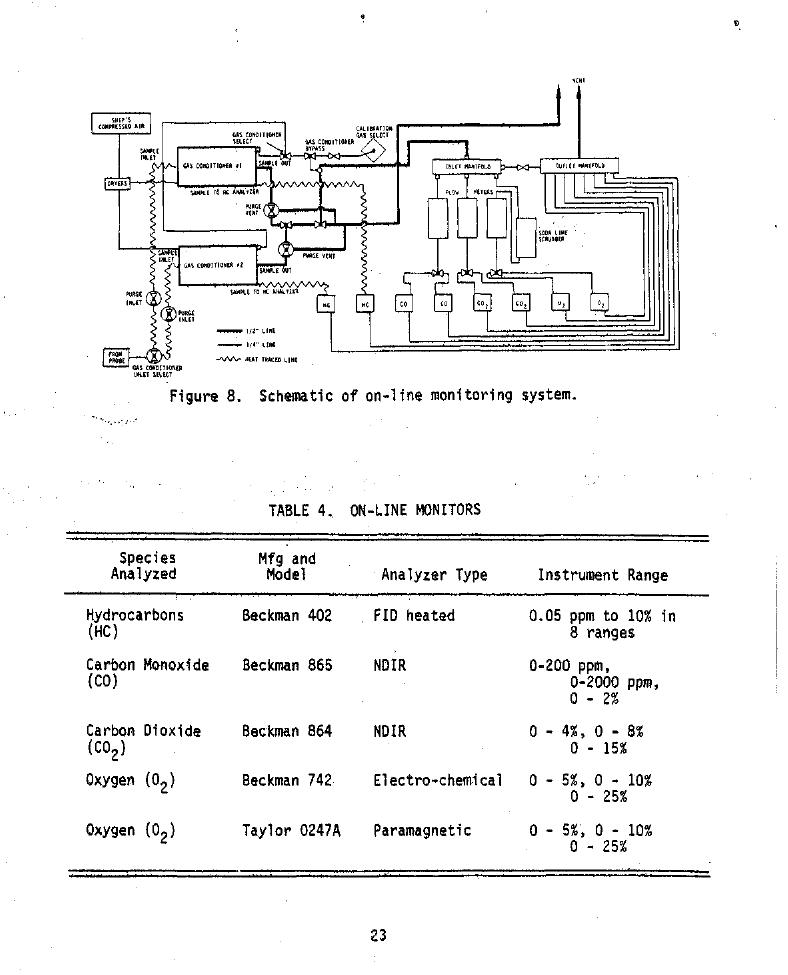 VENT
SHEP'S
COMPRESSED AIR
GAS CONDITIONER
SELECT
CALIBRATION
GAS SELECT
GAS CONDITIONER
BYPASS
SAMPLE
INLET
GAS CONDITIONER #1
SAMPLE OUT
INLET MANIFOLD
OUTLET MANIFOLD
DRYERS
SAMPLE TO HC ANALYZER
FLOW METERS
PURGE
VENT
SODA LIME
SCRUBBER
PURGE VENT
SAMPLE
INLET
GAS CONDITIONER #2
SAMPLE OUT
SAMPLE TO HC ANALYZER
PURGE
INLET
PURGE
INLET
HC HC CO CO CO2 CO2 O2 O2
1/2" LINE
1/4" LINE
HEAT TRACED LINE
FROM
PROBE
GAS CONDITIONER
INLET SELECT
Figure 8. Schematic of on-line monitoring system.
TABLE 4. ON-LINE MONITORS
Species Mfg and
Analyzed Model Analyzer Type Instrument Range
Hydrocarbons Beckman 402 FID heated 0.05 ppm to 10% in
(HC) 8 ranges
Carbon Monoxide Beckman 865 NDIR 0-200 ppm,
(CO) 0-2000 ppm,
0 - 2%
Carbon Dioxide Beckman 864 NDIR 0 - 4%, 0 - 8%
(CO2) 0 - 15%
Oxygen (O2) Beckman 742 Electro-chemical 0 - 5%, 0 - 10%
0 - 25%
Oxygen (O2) Taylor 0247A Paramagnetic 0 - 5%, 0 - 10%
0 - 25%
23